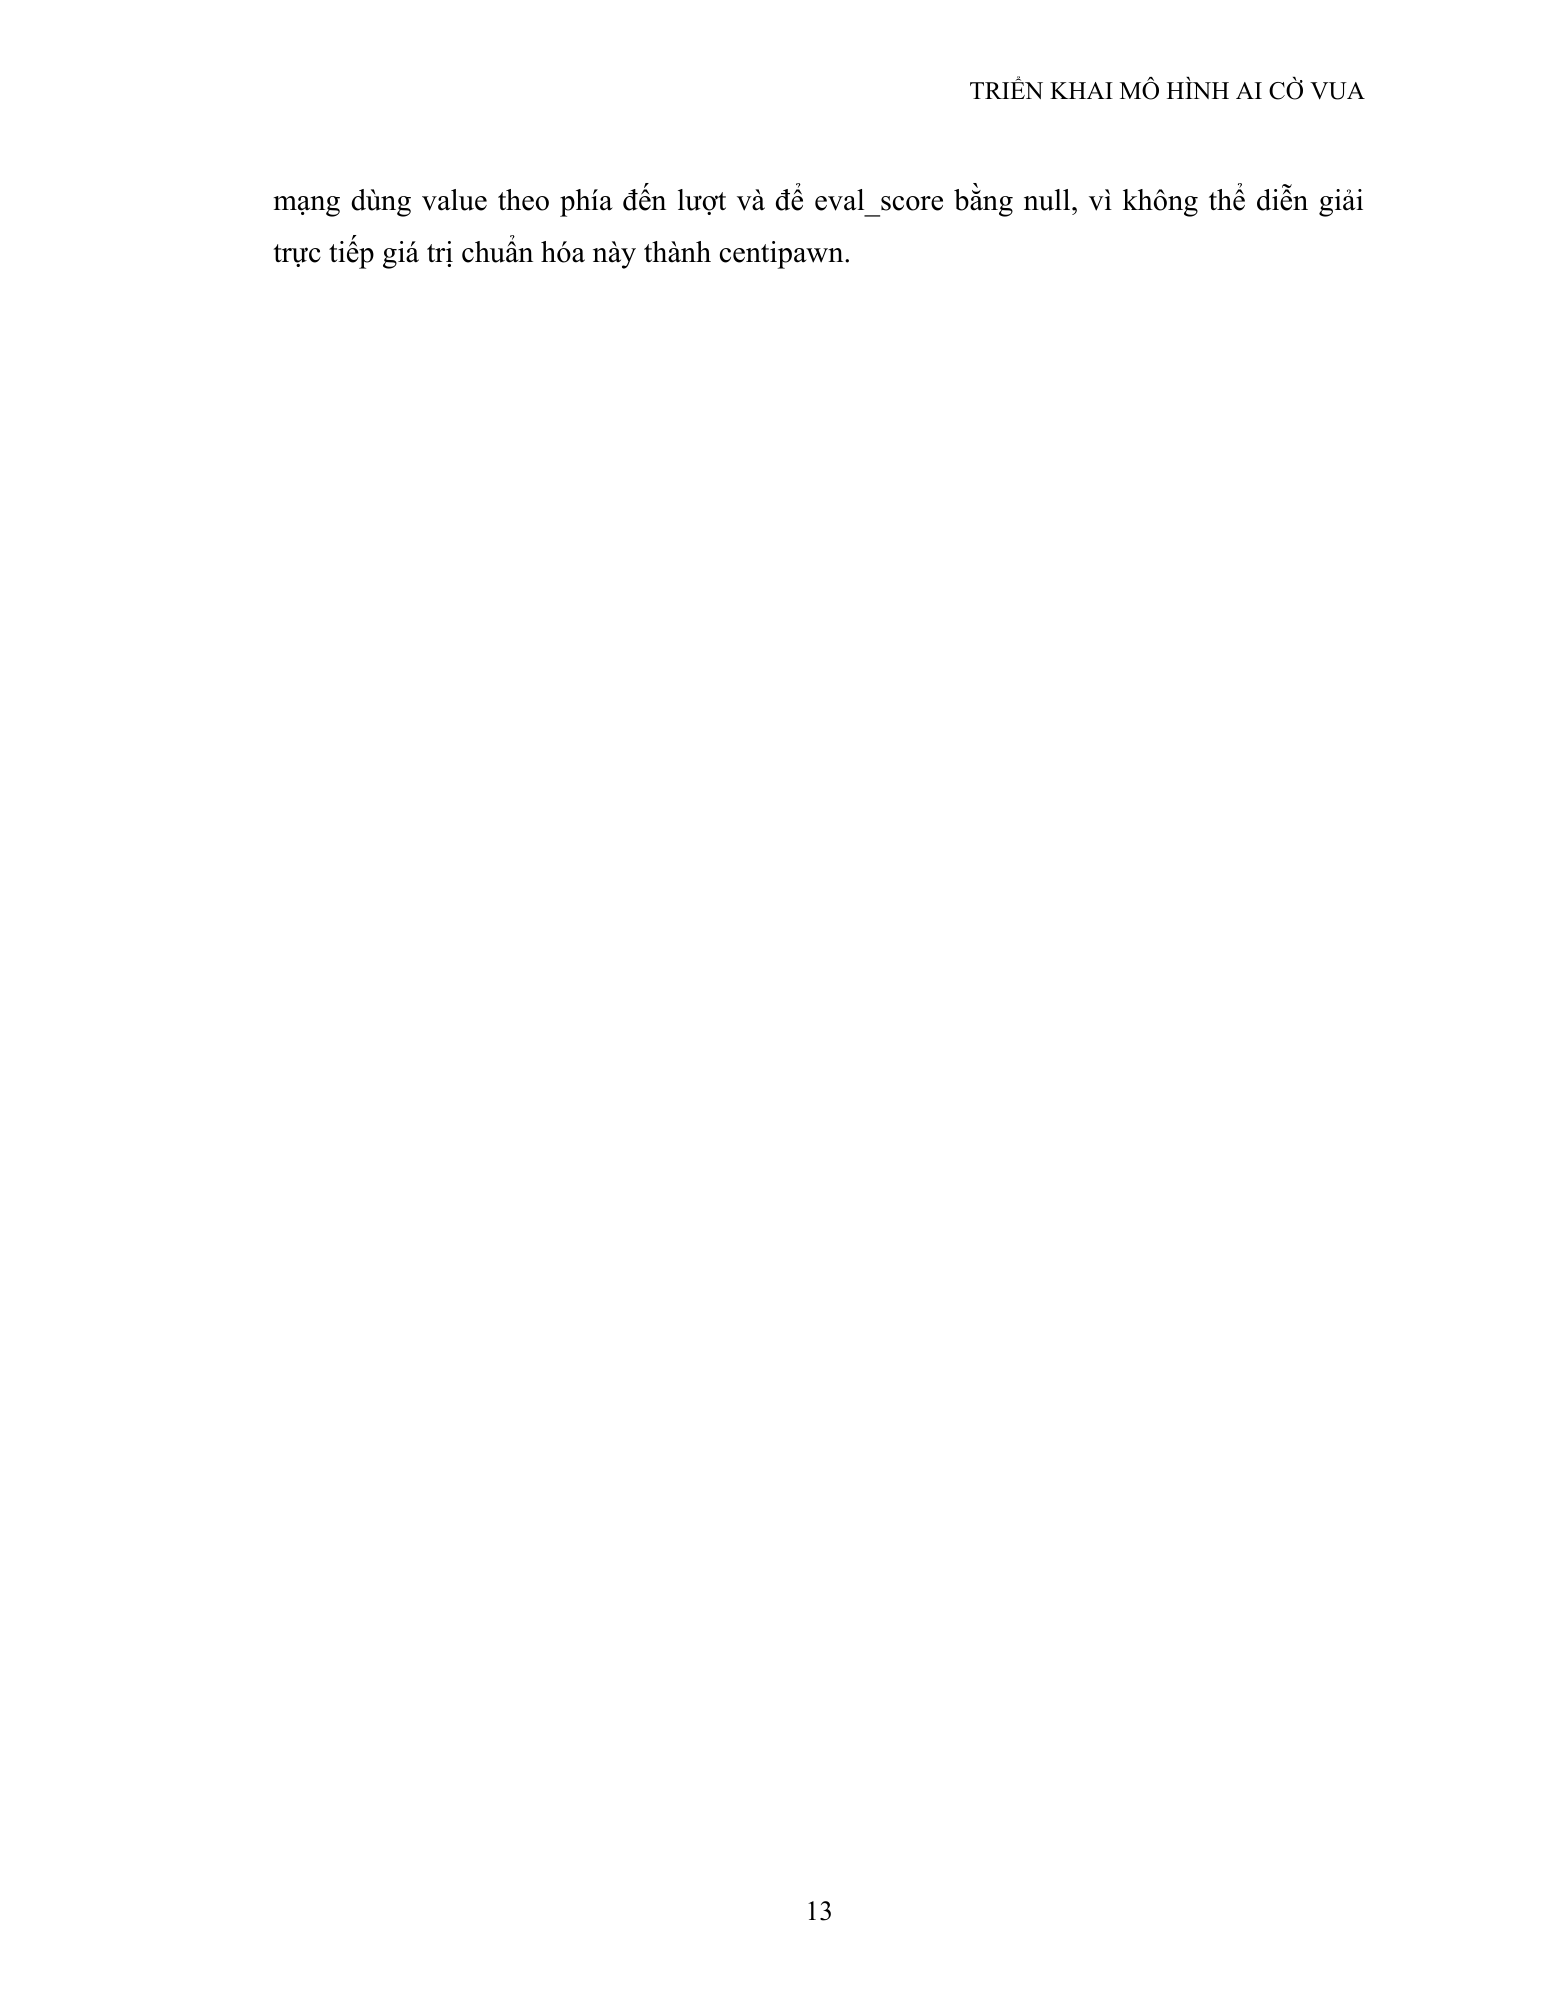 TRIỂN KHAI MÔ HÌNH AI CỜ VUA
mạng dùng value theo phía đến lượt và để eval_score bằng null, vì không thể diễn giải
trực tiếp giá trị chuẩn hóa này thành centipawn.
13